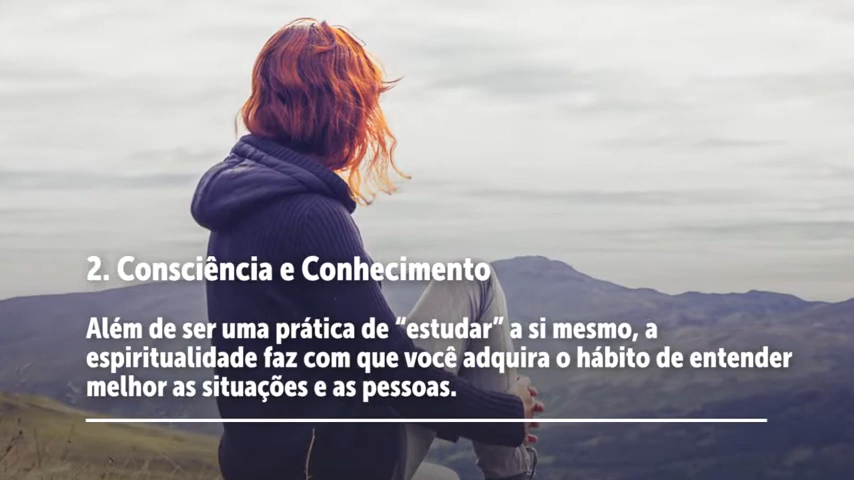 2. Consciência e Conhecimento
Além de ser uma prática de “estudar” a si mesmo, a
espiritualidade faz com que você adquira o hábito de entender
melhor as situações e as pessoas.